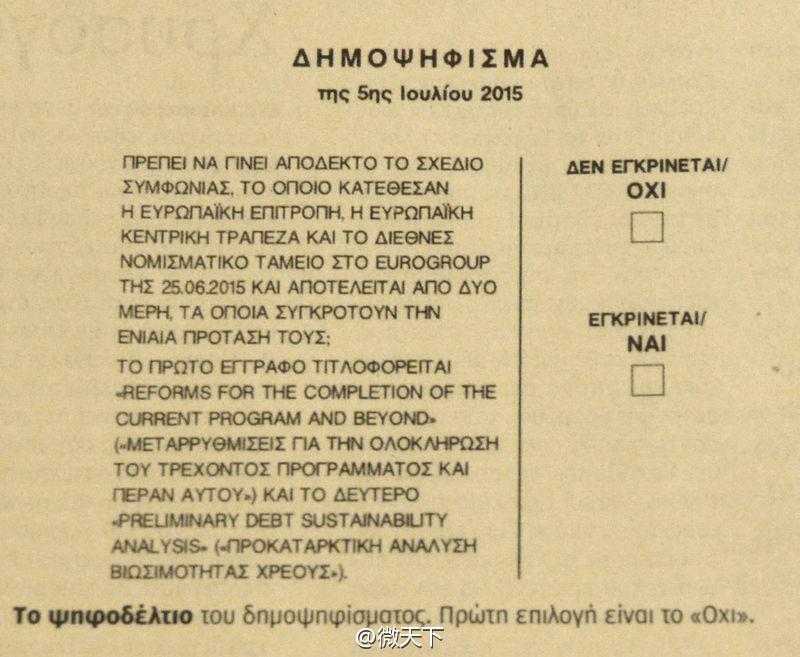 ΔΗΜΟΨΗΦΙΣΜΑ
της 5ης Ιουλίου 2015
ΠΡΕΠΕΙ ΝΑ ΓΙΝΕΙ ΑΠΟΔΕΚΤΟ ΤΟ ΣΧΕΔΙΟ
ΣΥΜΦΩΝΙΑΣ, ΤΟ ΟΠΟΙΟ ΚΑΤΕΘΕΣΑΝ
Η ΕΥΡΩΠΑΪΚΗ ΕΠΙΤΡΟΠΗ, Η ΕΥΡΩΠΑΪΚΗ
ΚΕΝΤΡΙΚΗ ΤΡΑΠΕΖΑ ΚΑΙ ΤΟ ΔΙΕΘΝΕΣ
ΝΟΜΙΣΜΑΤΙΚΟ ΤΑΜΕΙΟ ΣΤΟ EUROGROUP
ΤΗΣ 25.06.2015 ΚΑΙ ΑΠΟΤΕΛΕΙΤΑΙ ΑΠΟ ΔΥΟ
ΜΕΡΗ, ΤΑ ΟΠΟΙΑ ΣΥΓΚΡΟΤΟΥΝ ΤΗΝ
ΕΝΙΑΙΑ ΠΡΟΤΑΣΗ ΤΟΥΣ;
ΤΟ ΠΡΩΤΟ ΕΓΓΡΑΦΟ ΤΙΤΛΟΦΟΡΕΙΤΑΙ
«REFORMS FOR THE COMPLETION OF THE
CURRENT PROGRAM AND BEYOND»
(«ΜΕΤΑΡΡΥΘΜΙΣΕΙΣ ΓΙΑ ΤΗΝ ΟΛΟΚΛΗΡΩΣΗ
ΤΟΥ ΤΡΕΧΟΝΤΟΣ ΠΡΟΓΡΑΜΜΑΤΟΣ ΚΑΙ
ΠΕΡΑΝ ΑΥΤΟΥ») ΚΑΙ ΤΟ ΔΕΥΤΕΡΟ
«PRELIMINARY DEBT SUSTAINABILITY
ANALYSIS» («ΠΡΟΚΑΤΑΡΚΤΙΚΗ ΑΝΑΛΥΣΗ
ΒΙΩΣΙΜΟΤΗΤΑΣ ΧΡΕΟΥΣ»).
ΔΕΝ ΕΓΚΡΙΝΕΤΑΙ/
ΟΧΙ
ΕΓΚΡΙΝΕΤΑΙ/
ΝΑΙ
Το ψηφοδέλτιο του δημοψηφίσματος. Πρώτη επιλογή είναι το «Οχι».
@微天下